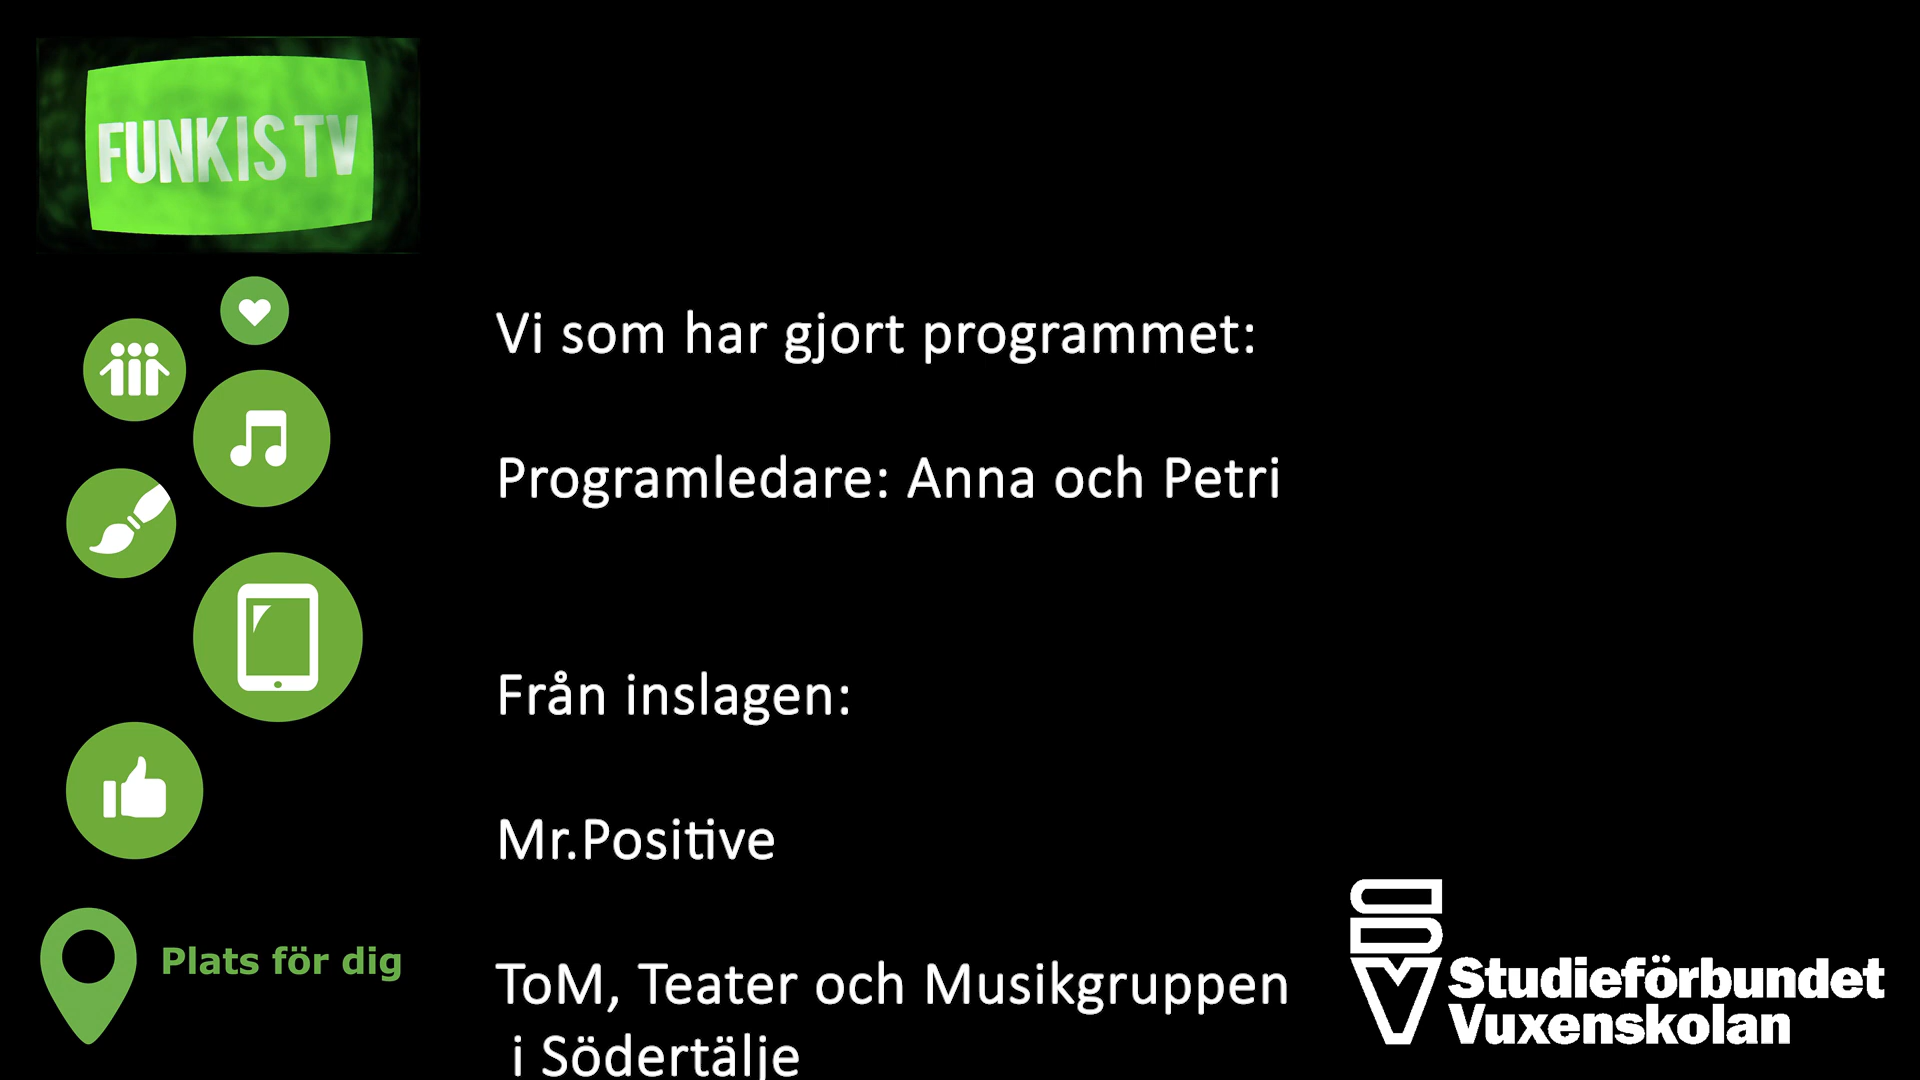 FUNKIS TV
Vi som har gjort programmet:
Programledare: Anna och Petri
Från inslagen:
Mr.Positive
ToM, Teater och Musikgruppen
i Södertälje
Plats för dig
Studieförbundet
Vuxenskolan